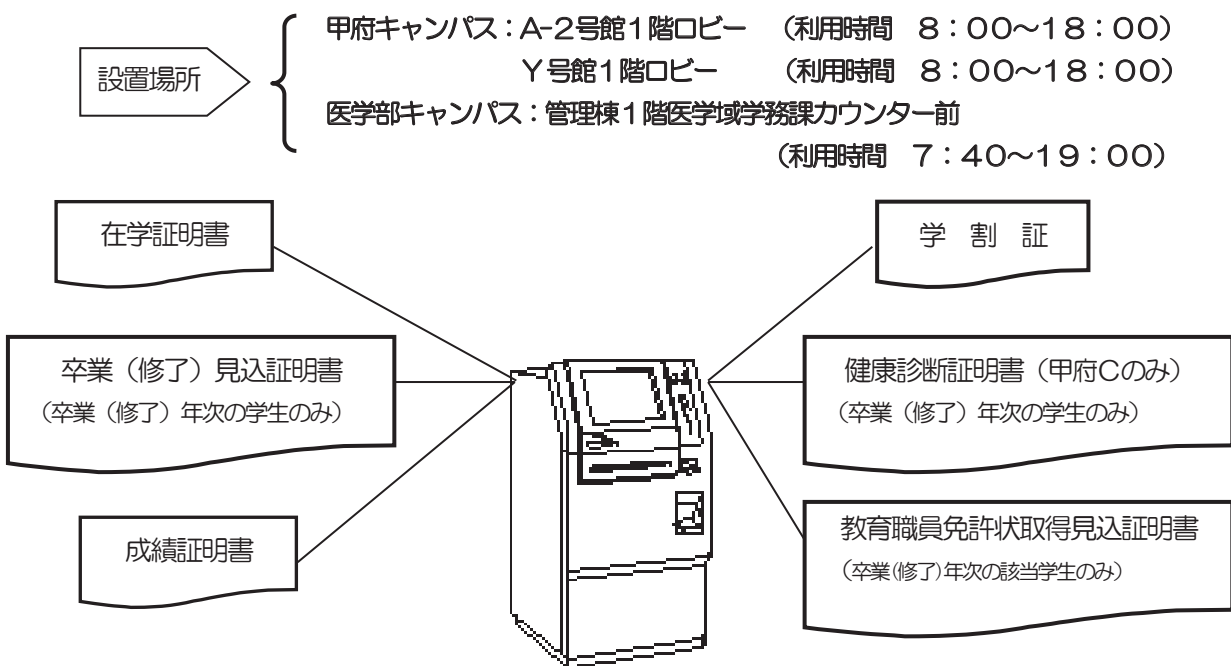 設置場所
甲府キャンパス:A-2号館1階ロビー (利用時間 8:00~18:00)
Y号館1階ロビー (利用時間 8:00~18:00)
医学部キャンパス:管理棟1階医学域学務課カウンター前
(利用時間 7:40~19:00)
在学証明書
学 割 証
卒業(修了)見込証明書
(卒業(修了)年次の学生のみ)
健康診断証明書(甲府Cのみ)
(卒業(修了)年次の学生のみ)
成績証明書
教育職員免許状取得見込証明書
(卒業(修了)年次の該当学生のみ)